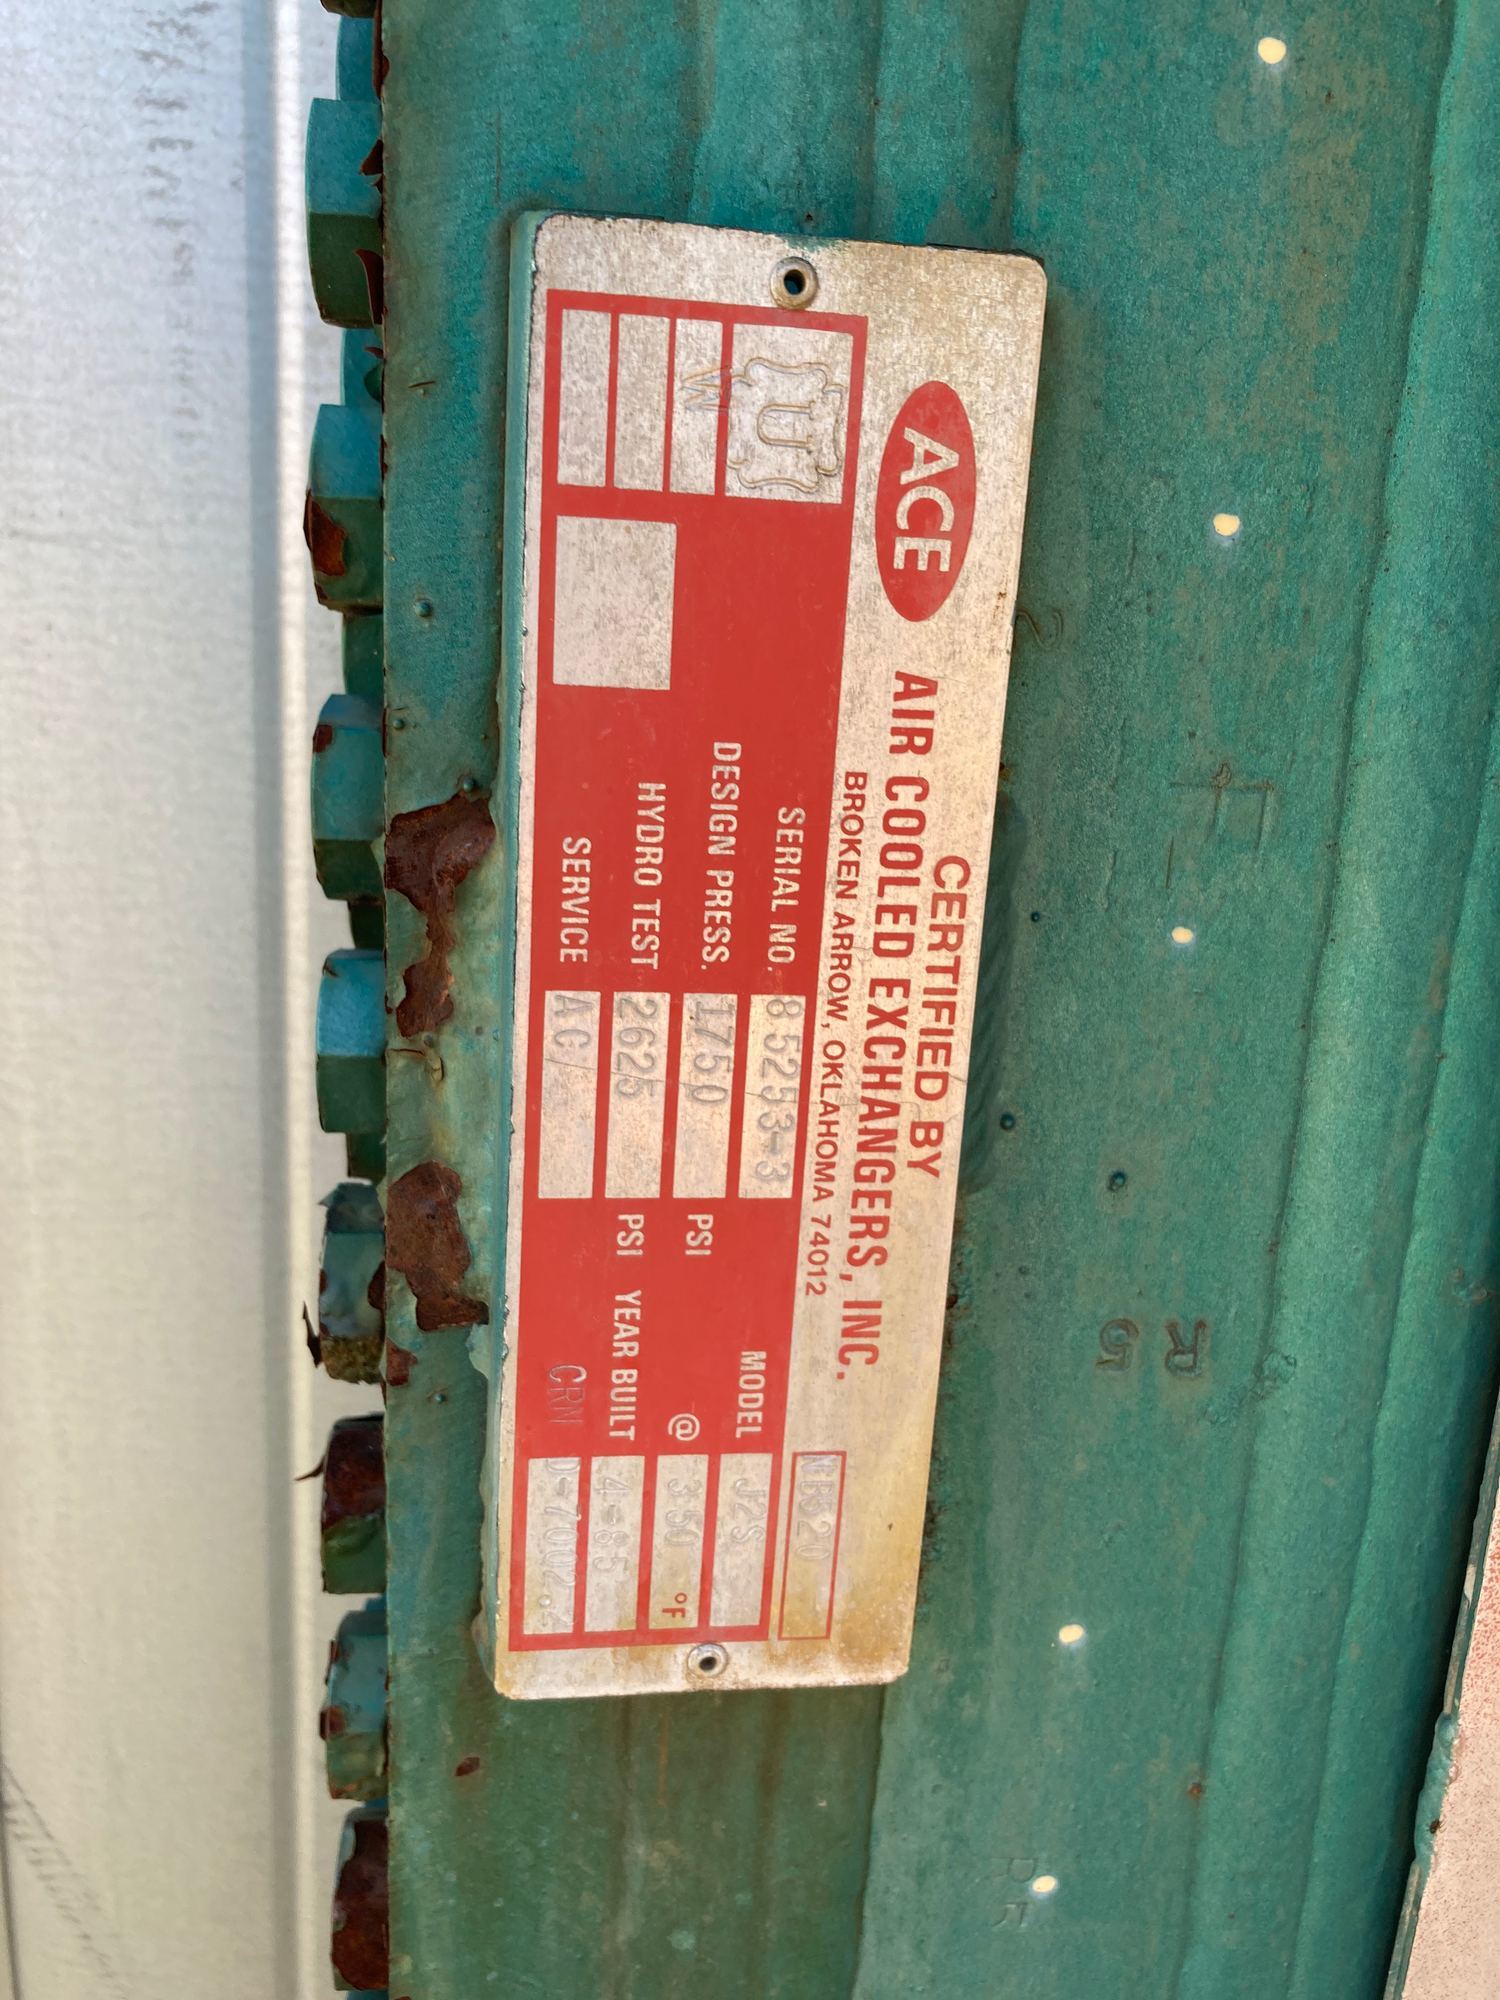 ACE
CERTIFIED BY
AIR COOLED EXCHANGERS, INC.
BROKEN ARROW, OKLAHOMA 74012
U
W
SERIAL NO. 85253-3 MODEL J2S
DESIGN PRESS. 1750 PSI @ 350 °F
HYDRO TEST 2625 PSI YEAR BUILT 4-85
SERVICE AC CRN D-7002.
R5